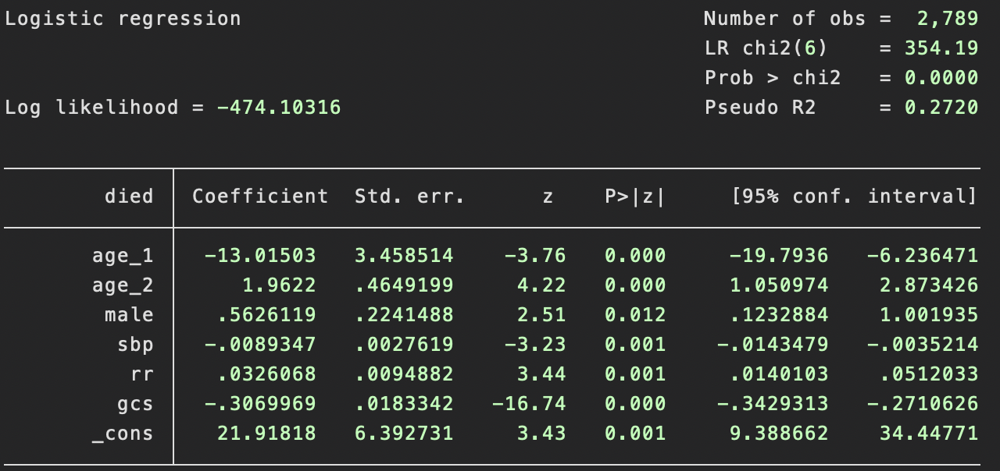 Logistic regression Number of obs = 2,789
LR chi2(6) = 354.19
Prob > chi2 = 0.0000
Log likelihood = -474.10316 Pseudo R2 = 0.2720
died Coefficient Std. err. z P>|z| [95% conf. interval]
age_1 -13.01503 3.458514 -3.76 0.000 -19.7936 -6.236471
age_2 1.9622 .4649199 4.22 0.000 1.050974 2.873426
male .5626119 .2241488 2.51 0.012 .1232884 1.001935
sbp -.0089347 .0027619 -3.23 0.001 -.0143479 -.0035214
rr .0326068 .0094882 3.44 0.001 .0140103 .0512033
gcs -.3069969 .0183342 -16.74 0.000 -.3429313 -.2710626
_cons 21.91818 6.392731 3.43 0.001 9.388662 34.44771